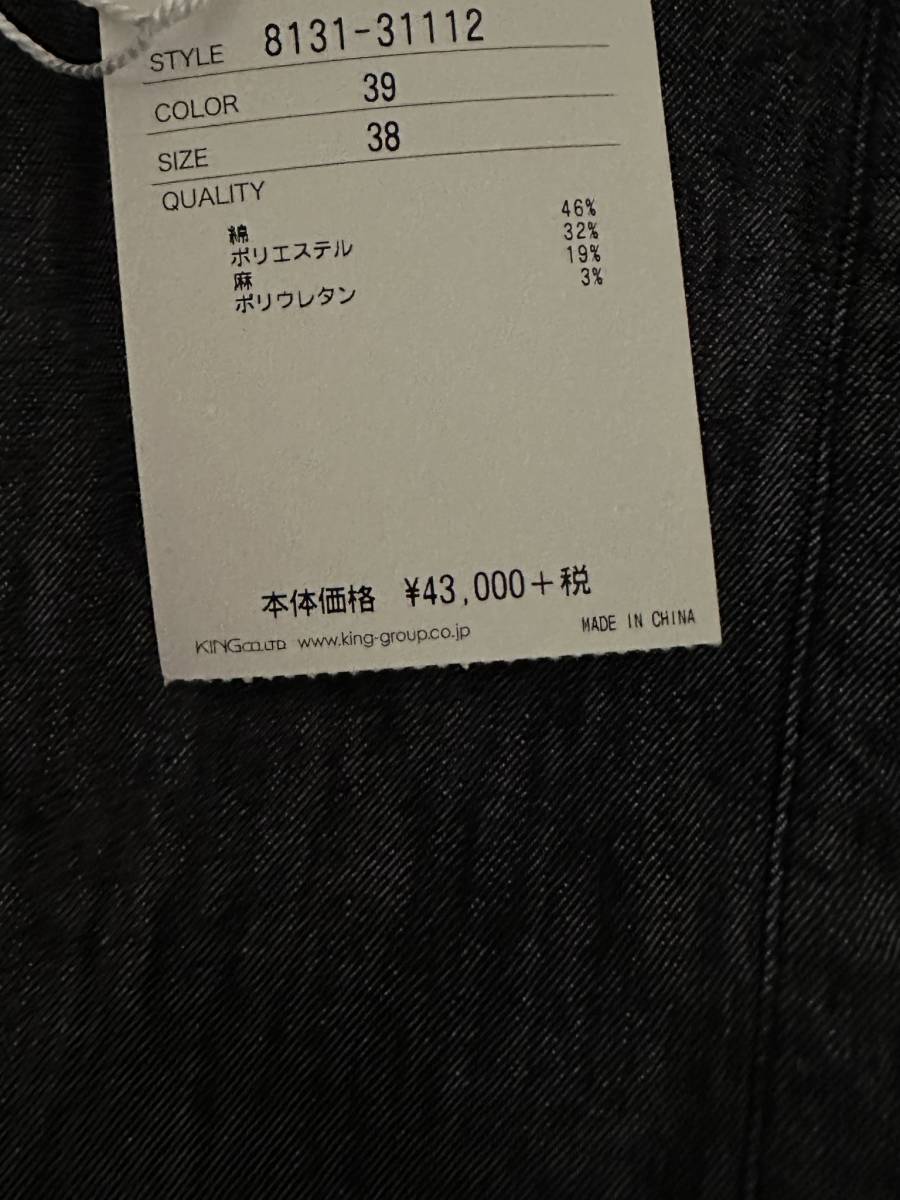 STYLE 8131-31112
COLOR 39
SIZE 38
QUALITY
綿 46%
ポリエステル 32%
麻 19%
ポリウレタン 3%
本体価格 ¥43,000+税
KING CO.,LTD www.king-group.co.jp MADE IN CHINA